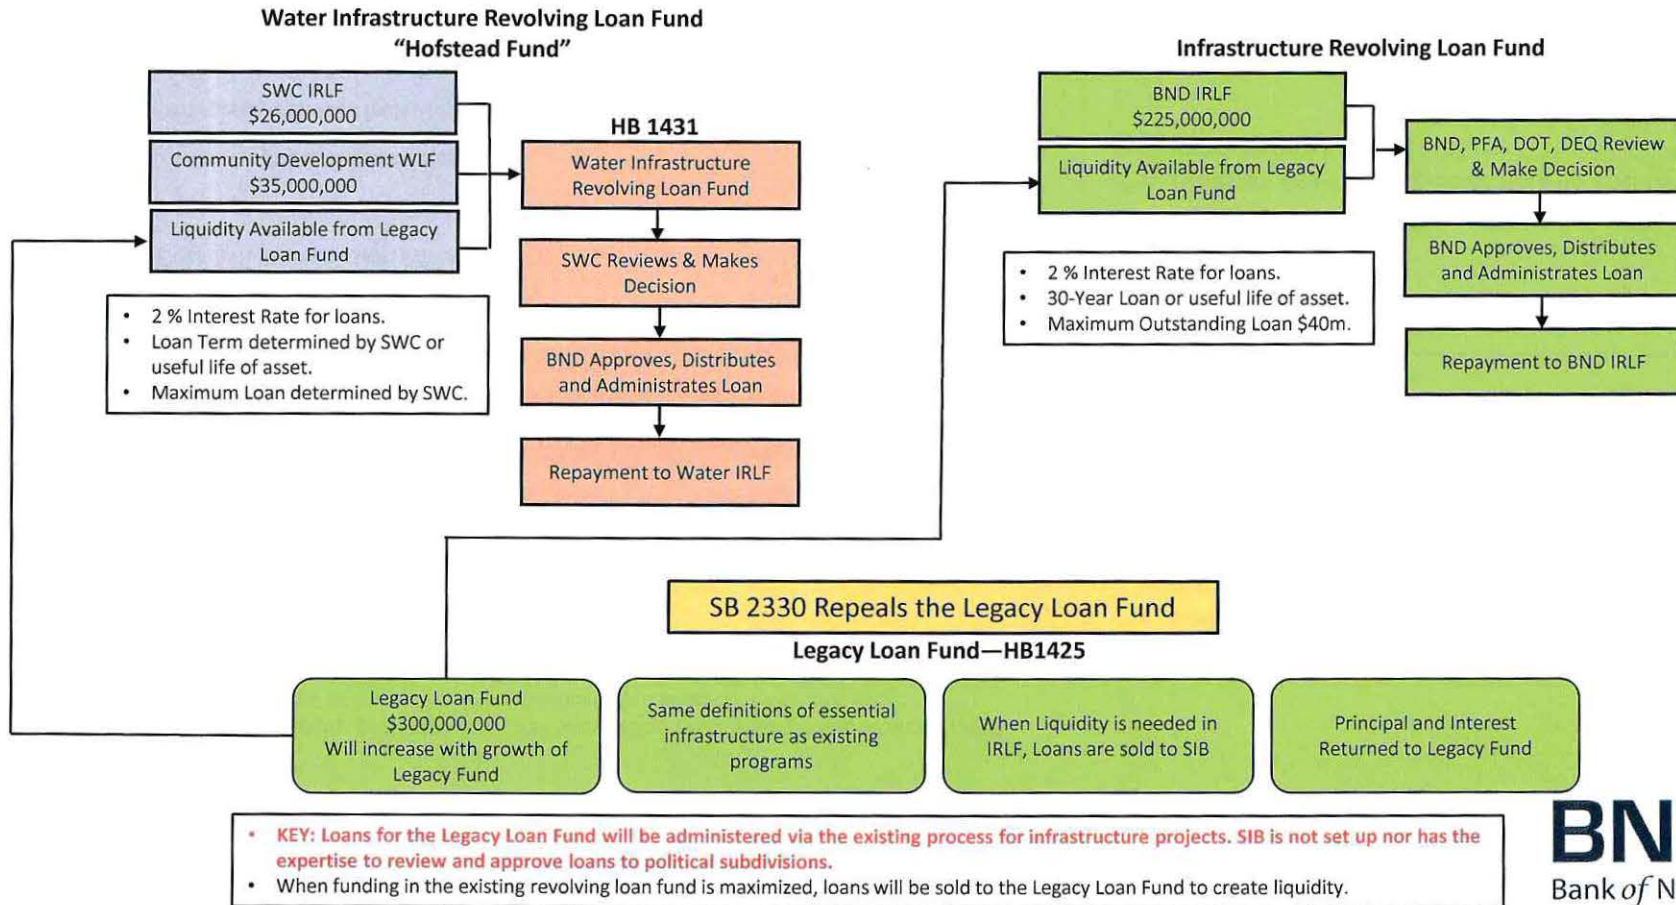 Water Infrastructure Revolving Loan Fund
“Hofstead Fund”
SWC IRLF
$26,000,000
Community Development WLF
$35,000,000
Liquidity Available from Legacy
Loan Fund
• 2 % Interest Rate for loans.
• Loan Term determined by SWC or
useful life of asset.
• Maximum Loan determined by SWC.
HB 1431
Water Infrastructure
Revolving Loan Fund
SWC Reviews & Makes
Decision
BND Approves, Distributes
and Administrates Loan
Repayment to Water IRLF
Infrastructure Revolving Loan Fund
BND IRLF
$225,000,000
Liquidity Available from Legacy
Loan Fund
• 2 % Interest Rate for loans.
• 30-Year Loan or useful life of asset.
• Maximum Outstanding Loan $40m.
BND, PFA, DOT, DEQ Review
& Make Decision
BND Approves, Distributes
and Administrates Loan
Repayment to BND IRLF
SB 2330 Repeals the Legacy Loan Fund
Legacy Loan Fund—HB1425
Legacy Loan Fund
$300,000,000
Will increase with growth of
Legacy Fund
Same definitions of essential
infrastructure as existing
programs
When Liquidity is needed in
IRLF, Loans are sold to SIB
Principal and Interest
Returned to Legacy Fund
• KEY: Loans for the Legacy Loan Fund will be administered via the existing process for infrastructure projects. SIB is not set up nor has the
expertise to review and approve loans to political subdivisions.
• When funding in the existing revolving loan fund is maximized, loans will be sold to the Legacy Loan Fund to create liquidity.
BN
Bank of N